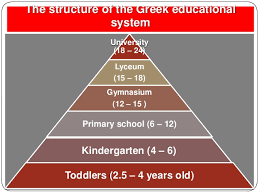 The structure of the Greek educational
system
University
(18 – 24)
Lyceum
(15 – 18)
Gymnasium
(12 – 15 )
Primary school (6 – 12)
Kindergarten (4 – 6)
Toddlers (2.5 – 4 years old)